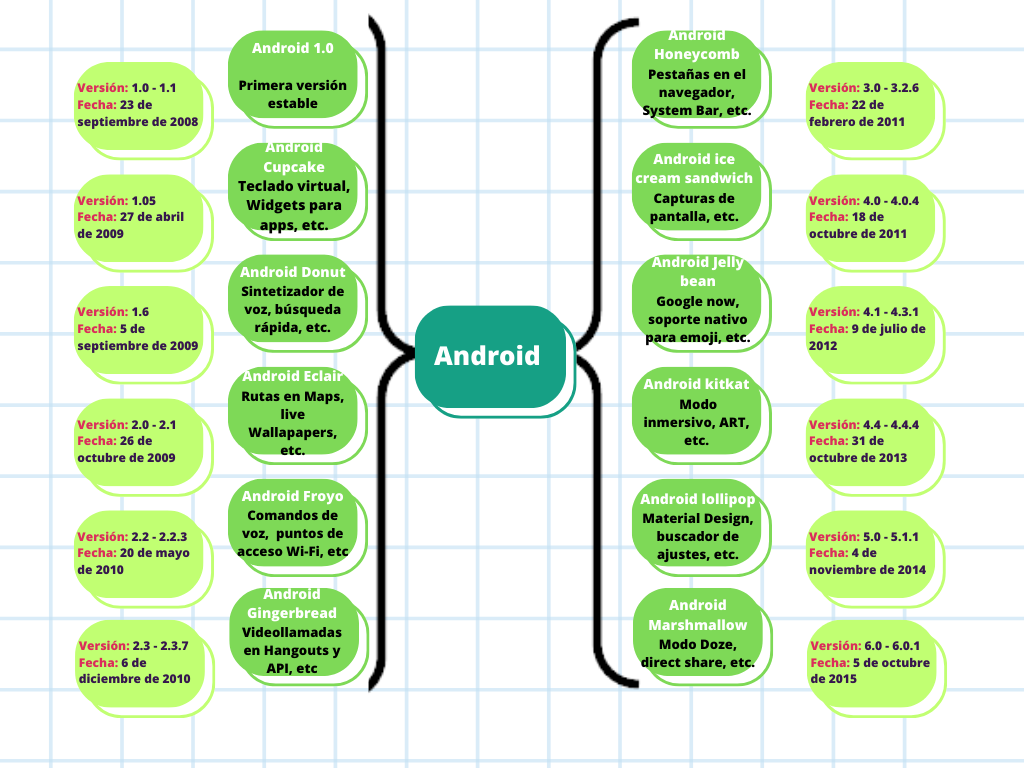 Android 1.0
Primera versión
estable
Versión: 1.0 - 1.1
Fecha: 23 de
septiembre de 2008
Android
Cupcake
Teclado virtual,
Widgets para
apps, etc.
Versión: 1.05
Fecha: 27 de abril
de 2009
Android Donut
Sintetizador de
voz, búsqueda
rápida, etc.
Versión: 1.6
Fecha: 5 de
septiembre de 2009
Android Eclair
Rutas en Maps,
live
Wallapapers,
etc.
Versión: 2.0 - 2.1
Fecha: 26 de
octubre de 2009
Android Froyo
Comandos de
voz, puntos de
acceso Wi-Fi, etc
Versión: 2.2 - 2.2.3
Fecha: 20 de mayo
de 2010
Android
Gingerbread
Videollamadas
en Hangouts y
API, etc
Versión: 2.3 - 2.3.7
Fecha: 6 de
diciembre de 2010
Android
Android
Honeycomb
Pestañas en el
navegador,
System Bar, etc.
Versión: 3.0 - 3.2.6
Fecha: 22 de
febrero de 2011
Android ice
cream sandwich
Capturas de
pantalla, etc.
Versión: 4.0 - 4.0.4
Fecha: 18 de
octubre de 2011
Android Jelly
bean
Google now,
soporte nativo
para emoji, etc.
Versión: 4.1 - 4.3.1
Fecha: 9 de julio de
2012
Android kitkat
Modo
inmersivo, ART,
etc.
Versión: 4.4 - 4.4.4
Fecha: 31 de
octubre de 2013
Android lollipop
Material Design,
buscador de
ajustes, etc.
Versión: 5.0 - 5.1.1
Fecha: 4 de
noviembre de 2014
Android
Marshmallow
Modo Doze,
direct share, etc.
Versión: 6.0 - 6.0.1
Fecha: 5 de octubre
de 2015